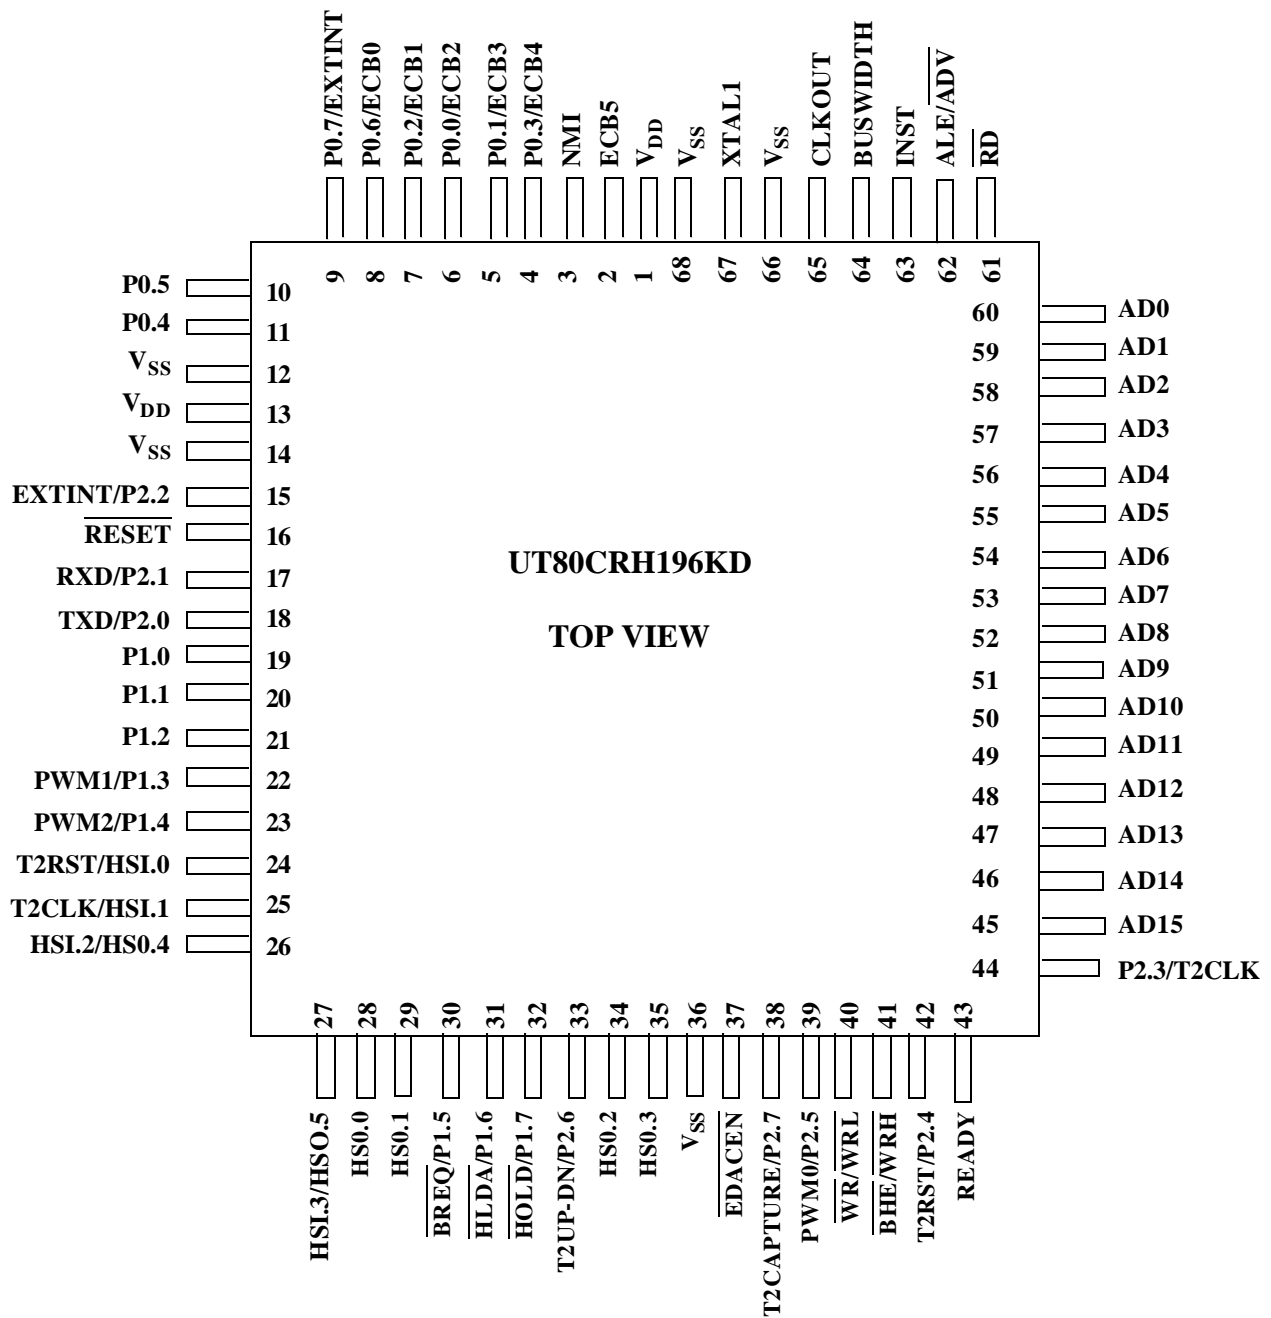 P0.7/EXTINT
P0.6/ECB0
P0.2/ECB1
P0.0/ECB2
P0.1/ECB3
P0.3/ECB4
NMI
ECB5
VDD
VSS
XTAL1
VSS
CLKOUT
BUSWIDTH
INST
ALE/ADV
RD
9
8
7
6
5
4
3
2
1
68
67
66
65
64
63
62
61
P0.5 10
P0.4 11
VSS 12
VDD 13
VSS 14
EXTINT/P2.2 15
RESET 16
RXD/P2.1 17
TXD/P2.0 18
P1.0 19
P1.1 20
P1.2 21
PWM1/P1.3 22
PWM2/P1.4 23
T2RST/HSI.0 24
T2CLK/HSI.1 25
HSI.2/HS0.4 26
UT80CRH196KD
TOP VIEW
60 AD0
59 AD1
58 AD2
57 AD3
56 AD4
55 AD5
54 AD6
53 AD7
52 AD8
51 AD9
50 AD10
49 AD11
48 AD12
47 AD13
46 AD14
45 AD15
44 P2.3/T2CLK
27
28
29
30
31
32
33
34
35
36
37
38
39
40
41
42
43
HSI.3/HSO.5
HS0.0
HS0.1
BREQ/P1.5
HLDA/P1.6
HOLD/P1.7
T2UP-DN/P2.6
HS0.2
HS0.3
VSS
EDACEN
T2CAPTURE/P2.7
PWM0/P2.5
WR/WRL
BHE/WRH
T2RST/P2.4
READY